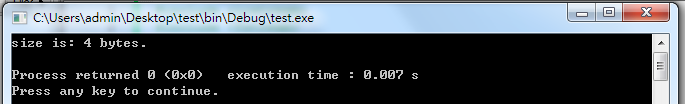 C:\Users\admin\Desktop\test\bin\Debug\test.exe
size is: 4 bytes.
Process returned 0 (0x0)   execution time : 0.007 s
Press any key to continue.